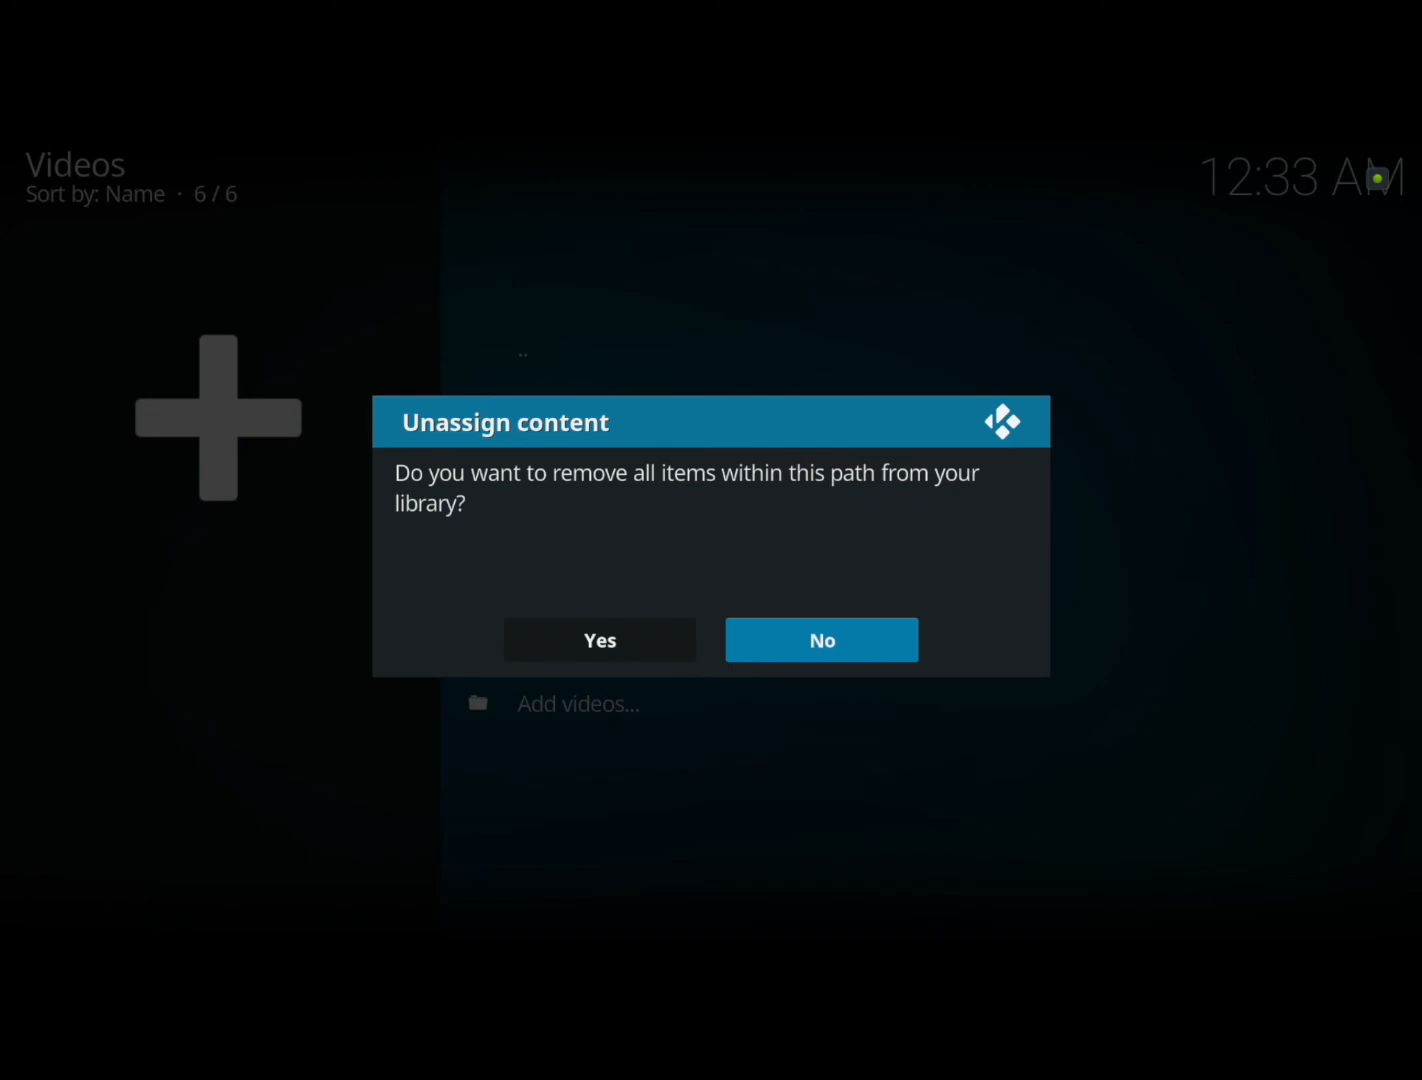 Videos
Sort by: Name · 6 / 6
12:33 AM
..
Unassign content
Do you want to remove all items within this path from your
library?
Yes
No
Add videos...